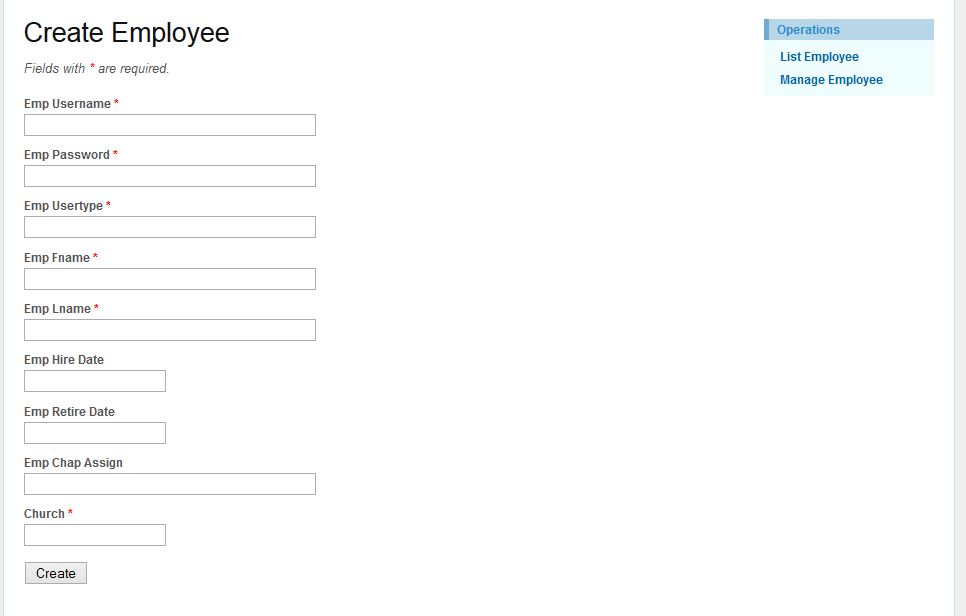 Create Employee
Fields with * are required.
Emp Username *
Emp Password *
Emp Usertype *
Emp Fname *
Emp Lname *
Emp Hire Date
Emp Retire Date
Emp Chap Assign
Church *
Create
Operations
List Employee
Manage Employee